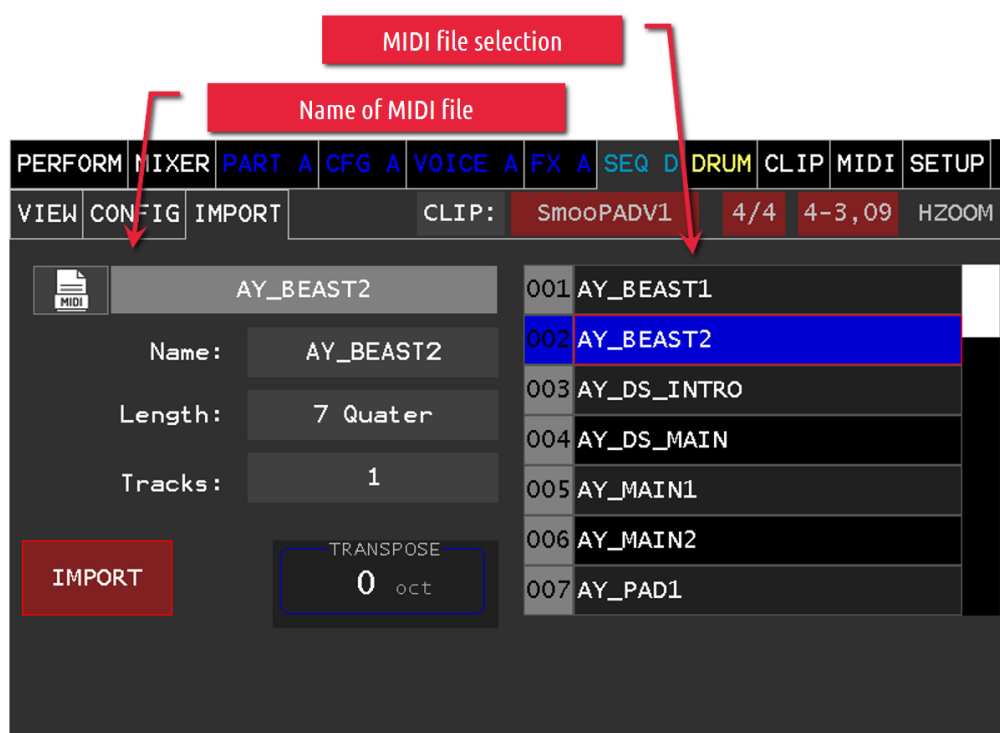 MIDI file selection
Name of MIDI file
PERFORM MIXER PART A CFG A VOICE A FX A SEQ D DRUM CLIP MIDI SETUP
VIEW CONFIG IMPORT CLIP: SmooPADV1 4/4 4-3,09 HZOOM
MIDI AY_BEAST2
Name: AY_BEAST2
Length: 7 Quater
Tracks: 1
IMPORT
TRANSPOSE
0 oct
001 AY_BEAST1
002 AY_BEAST2
003 AY_DS_INTRO
004 AY_DS_MAIN
005 AY_MAIN1
006 AY_MAIN2
007 AY_PAD1